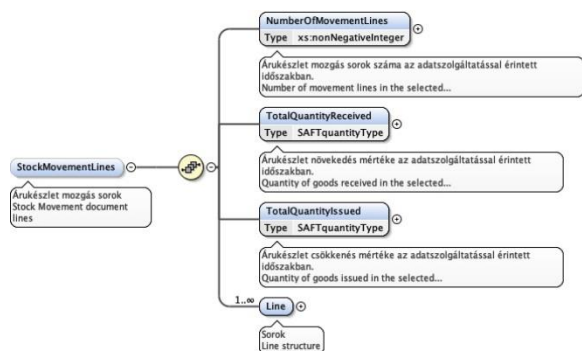 NumberOfMovementLines
Type xs:nonNegativeInteger
Árukészlet mozgás sorok száma az adatszolgáltatással érintett
időszakban.
Number of movement lines in the selected...
TotalQuantityReceived
Type SAFTquantityType
Árukészlet növekedés mértéke az adatszolgáltatással érintett
időszakban.
Quantity of goods received in the selected...
StockMovementLines
Árukészlet mozgás sorok
Stock Movement document
lines
TotalQuantityIssued
Type SAFTquantityType
Árukészlet csökkenés mértéke az adatszolgáltatással érintett
időszakban.
Quantity of goods issued in the selected...
1..∞
Line
Sorok
Line structure